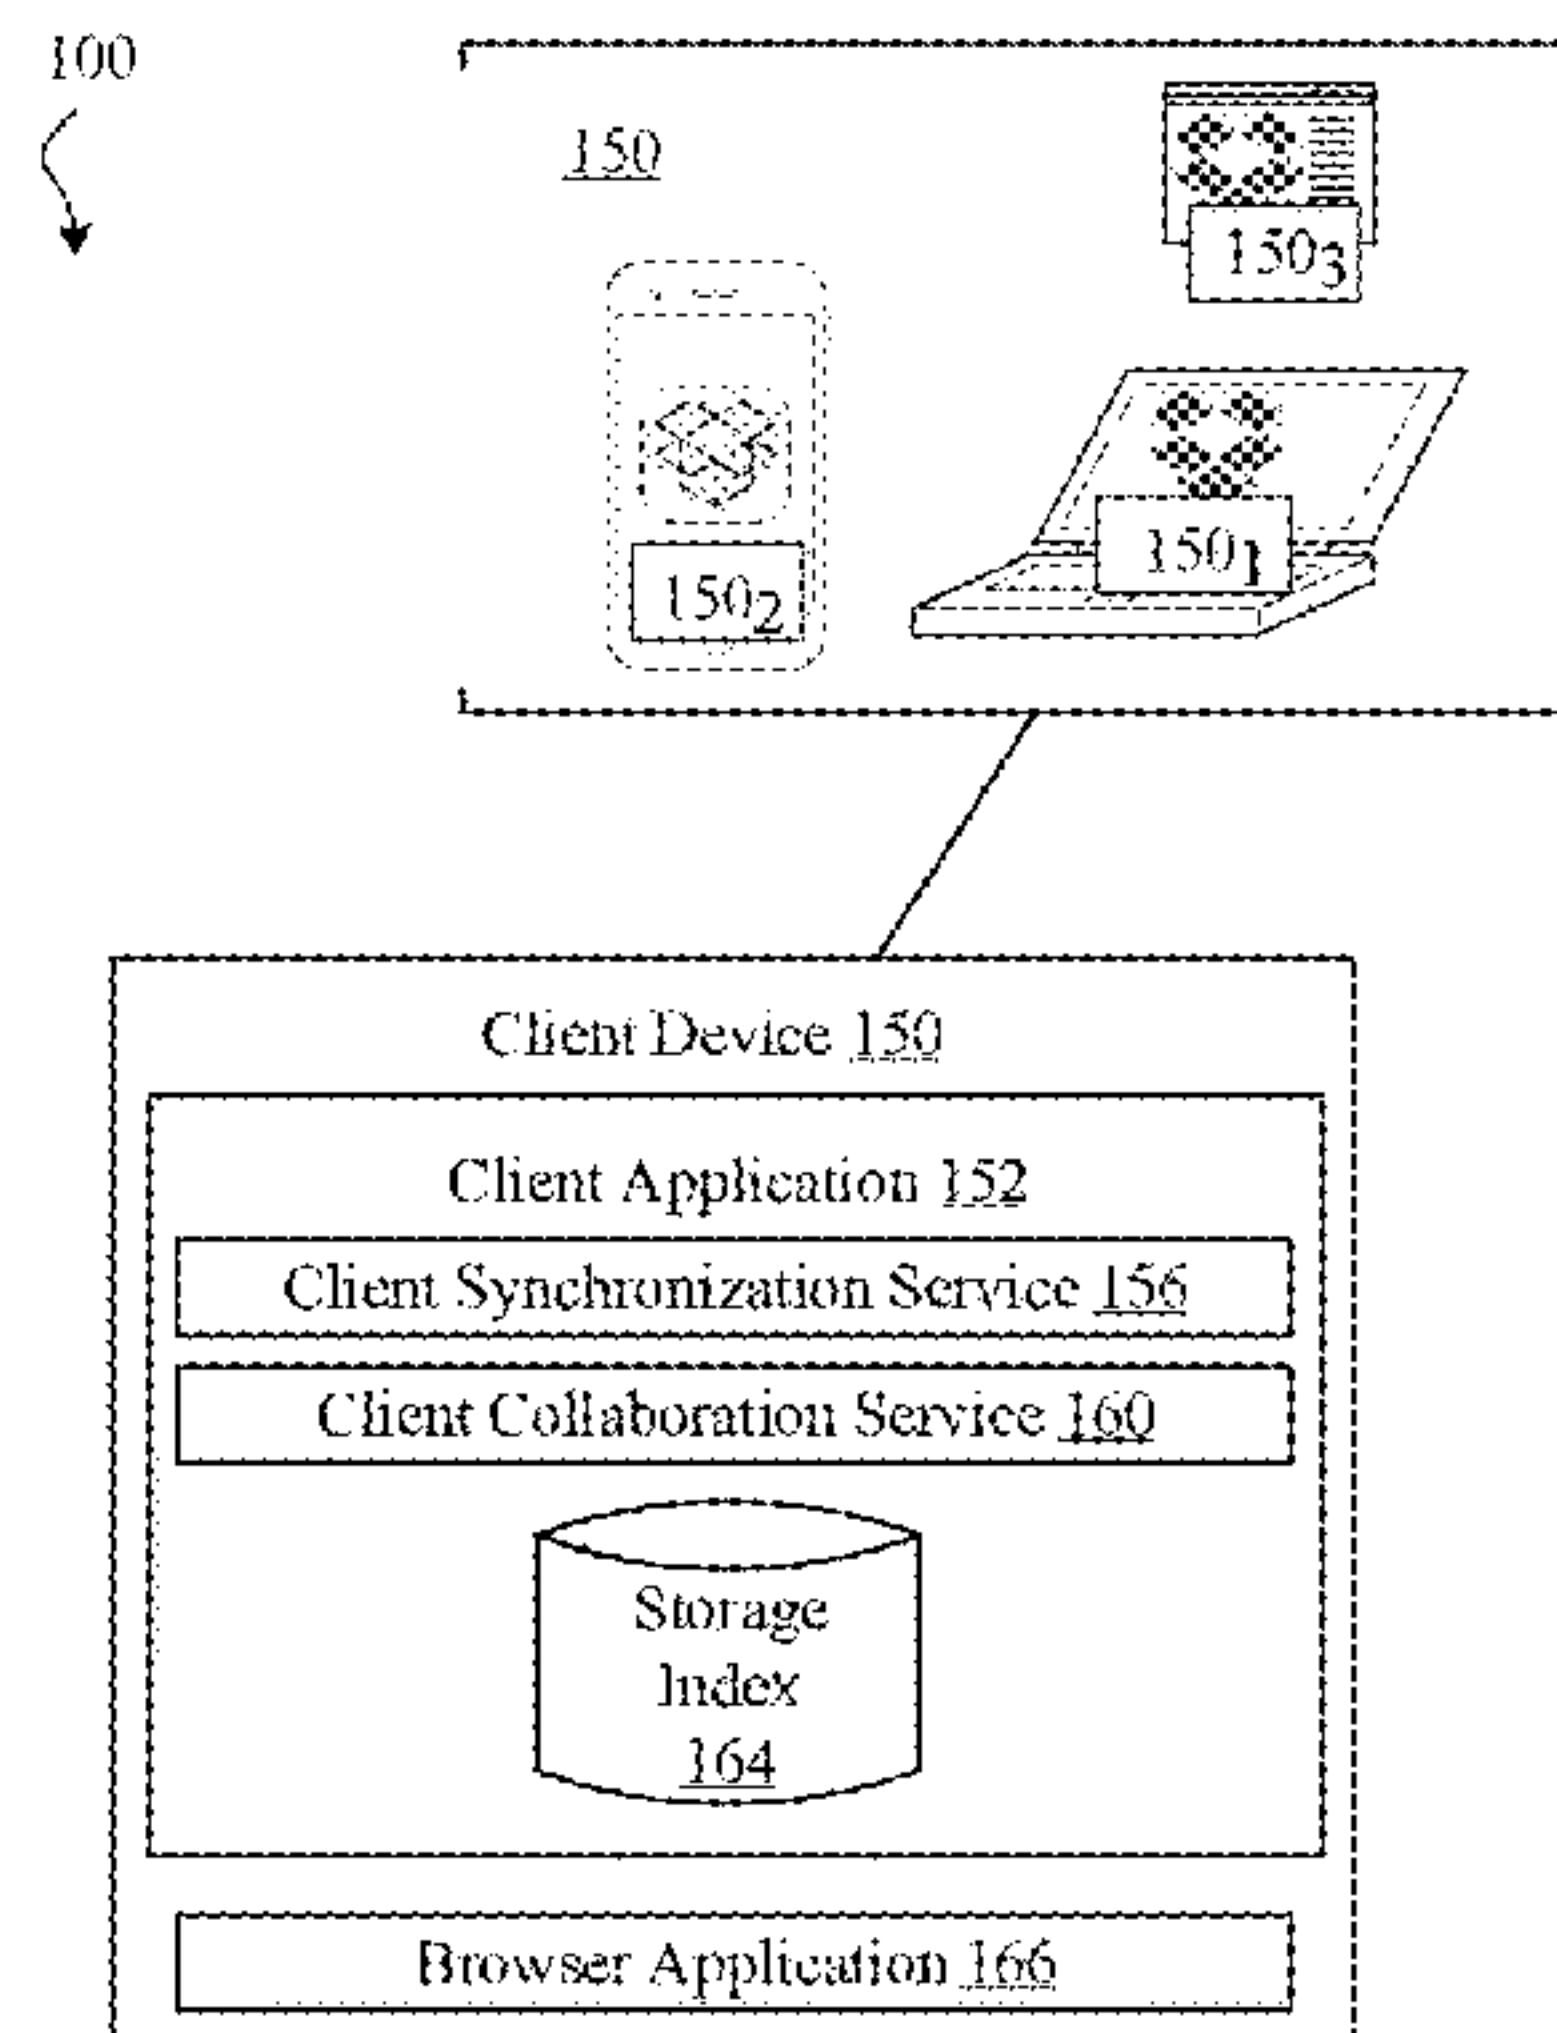 100
150
1503
1501
1502
Client Device 150
Client Application 152
Client Synchronization Service 156
Client Collaboration Service 160
Storage
Index
164
Browser Application 166